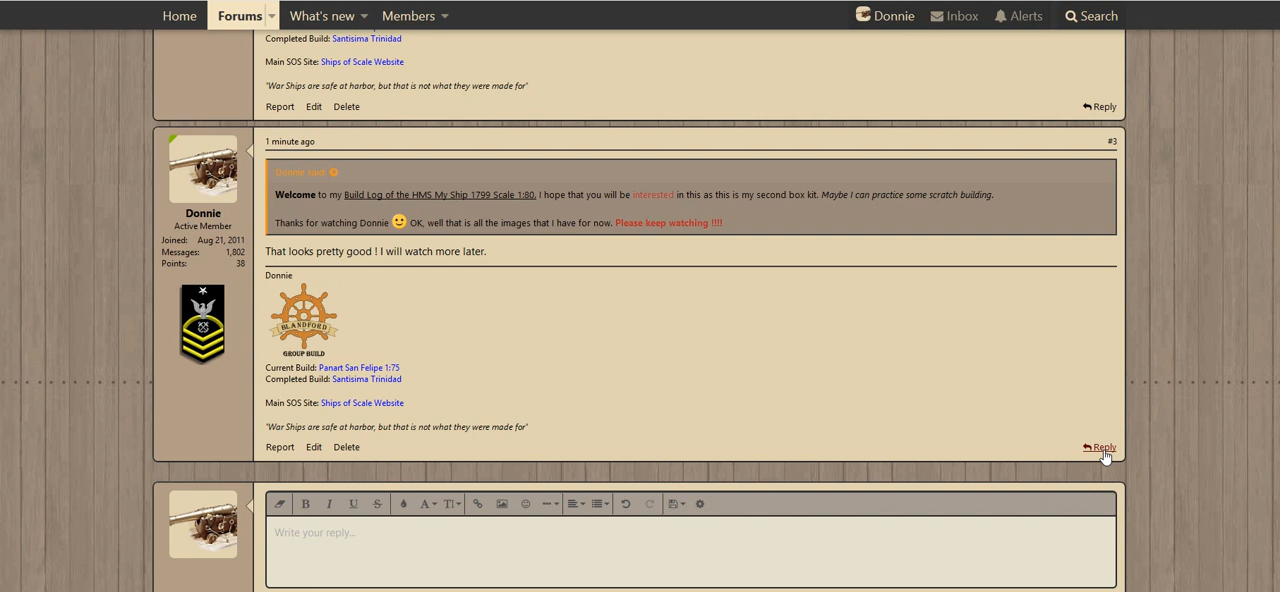 Home Forums What's new Members Donnie Inbox Alerts Search
Completed Build: Santisima Trinidad
Main SOS Site: Ships of Scale Website
"War Ships are safe at harbor, but that is not what they were made for"
Report Edit Delete Reply
1 minute ago #3
Donnie said:
Welcome to my Build Log of the HMS My Ship 1799 Scale 1:80. I hope that you will be interested in this as this is my second box kit. Maybe I can practice some scratch building.
Thanks for watching Donnie OK, well that is all the images that I have for now. Please keep watching !!!!
Donnie
Active Member
Joined: Aug 21, 2011
Messages: 1,802
Points: 38
That looks pretty good ! I will watch more later.
Donnie
BLANDFORD
GROUP BUILD
Current Build: Panart San Felipe 1:75
Completed Build: Santisima Trinidad
Main SOS Site: Ships of Scale Website
"War Ships are safe at harbor, but that is not what they were made for"
Report Edit Delete Reply
Write your reply...